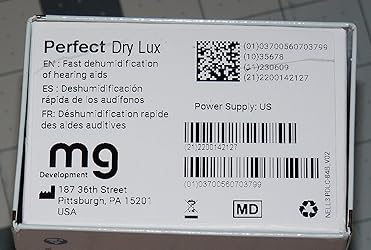 Perfect Dry Lux
EN : Fast dehumidification
of hearing aids
ES : Deshumidificación
rápida de los audífonos
FR: Déshumidification rapide
des aides auditives
mg
Development
187 36th Street
Pittsburgh, PA 15201
USA
(01)03700560703799
(10)35678
(11)230609
(21)2200142127
Power Supply: US
(21)2200142127
(01)03700560703799
MD